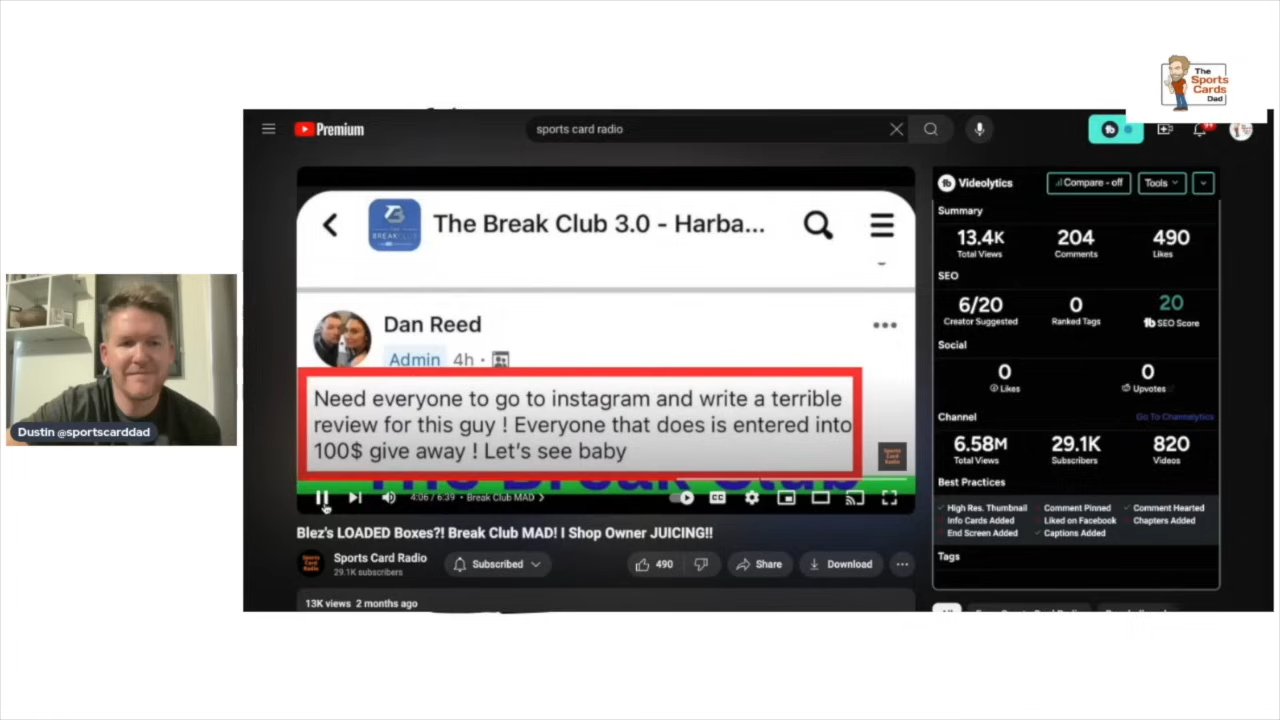 The
Sports
Cards
Dad
Premium
sports card radio
The Break Club 3.0 - Harba...
Dan Reed
Admin 4h ·
Need everyone to go to instagram and write a terrible
review for this guy ! Everyone that does is entered into
100$ give away ! Let's see baby
Sports
Card
Radio
The Break Club
4:06 / 6:39 • Break Club MAD >
Blez's LOADED Boxes?! Break Club MAD! I Shop Owner JUICING!!
Sports Card Radio
29.1K subscribers
Subscribed
490
Share
Download
13K views 2 months ago
Dustin @sportscarddad
Videolytics
Compare - off
Tools
Summary
13.4K 204 490
Total Views Comments Likes
SEO
6/20 0 20
Creator Suggested Ranked Tags tb SEO Score
Social
0 0
Likes Upvotes
Channel Go To Channelytics
6.58M 29.1K 820
Total Views Subscribers Videos
Best Practices
High Res. Thumbnail Comment Pinned Comment Hearted
Info Cards Added Liked on Facebook Chapters Added
End Screen Added Captions Added
Tags